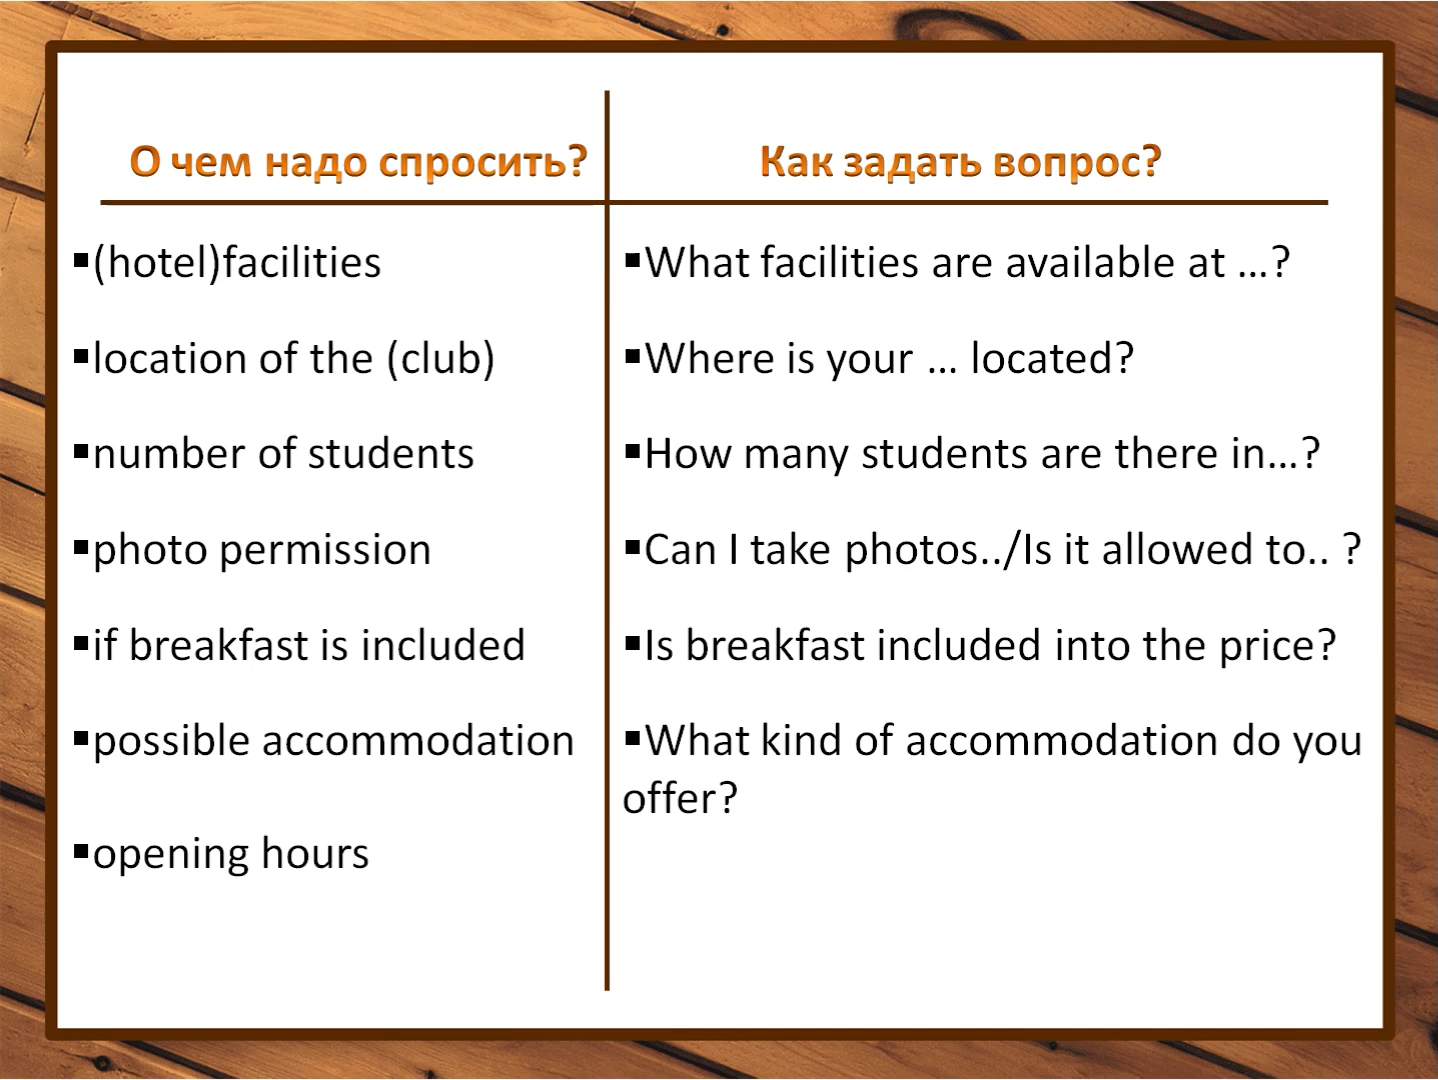 О чем надо спросить?
Как задать вопрос?
▪(hotel)facilities
▪What facilities are available at ...?
▪location of the (club)
▪Where is your ... located?
▪number of students
▪How many students are there in...?
▪photo permission
▪Can I take photos../Is it allowed to.. ?
▪if breakfast is included
▪Is breakfast included into the price?
▪possible accommodation
▪What kind of accommodation do you
offer?
▪opening hours